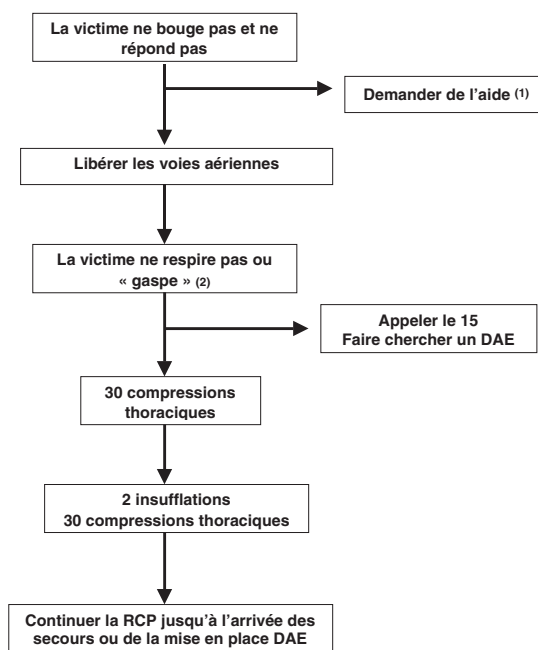 La victime ne bouge pas et ne
répond pas
Demander de l'aide (1)
Libérer les voies aériennes
La victime ne respire pas ou
« gaspe » (2)
Appeler le 15
Faire chercher un DAE
30 compressions
thoraciques
2 insufflations
30 compressions thoraciques
Continuer la RCP jusqu'à l'arrivée des
secours ou de la mise en place DAE